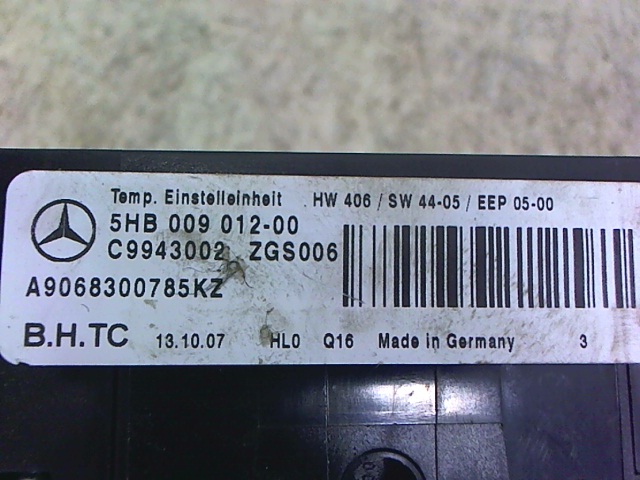 Temp. Einstelleinheit HW 406 / SW 44-05 / EEP 05-00
5HB 009 012-00
C9943002 ZGS006
A9068300785KZ
B.H.TC 13.10.07 HL0 Q16 Made in Germany 3